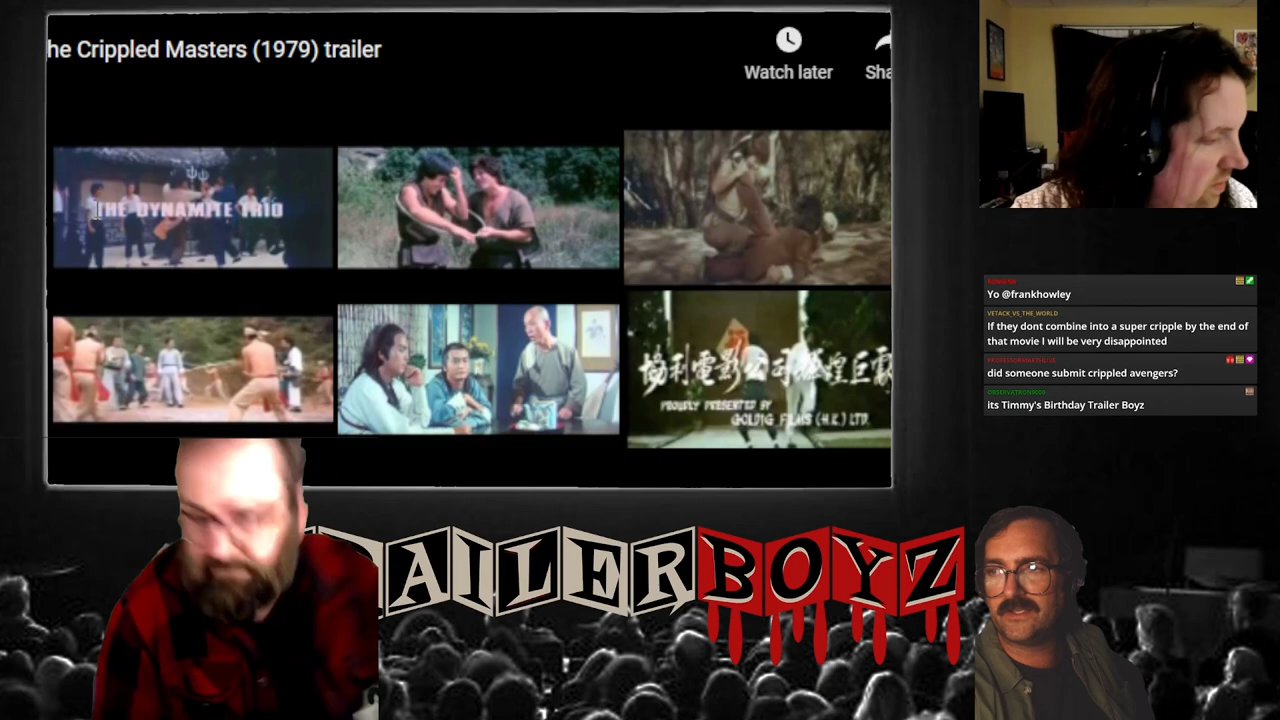 he Crippled Masters (1979) trailer
Watch later
Sha
THE DYNAMITE TRIO
協利電影公司
巨
PROUDLY PRESENTED BY
GOLDIG FILMS (H.K.) LTD.
Yo @frankhowley
VETACK_VS_THE_WORLD
If they dont combine into a super cripple by the end of
that movie I will be very disappointed
did someone submit crippled avengers?
its Timmy's Birthday Trailer Boyz
AILERBOYZ